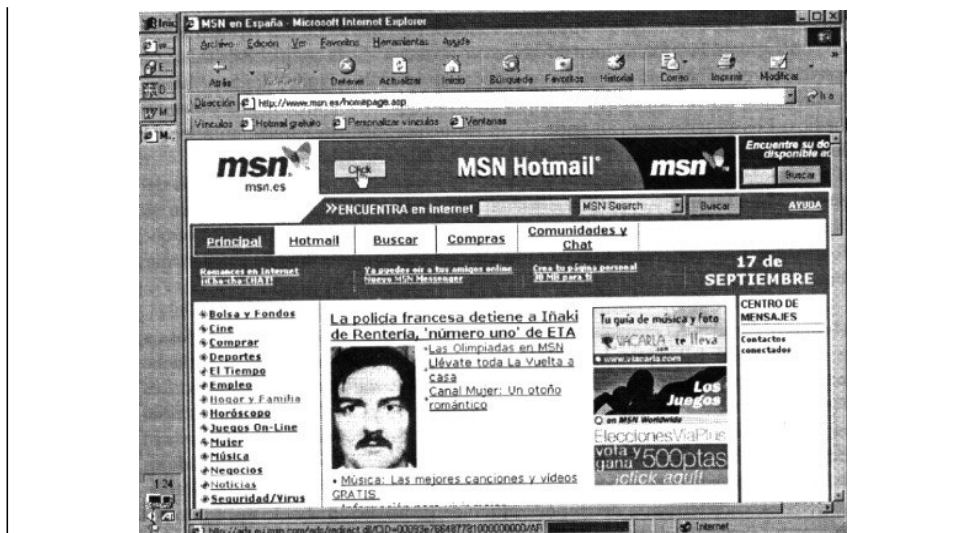 Inic
MSN en España - Microsoft Internet Explorer
Archivo Edición Ver Favoritos Herramientas Ayuda
Atrás Detener Actualizar Inicio Búsqueda Favoritos Historial Correo Imprimir Modificar
Dirección http://www.msn.es/homepage.asp
Vínculos Hotmail gratuito Personalizar vínculos Ventanas
msn.
msn.es
Click
MSN Hotmail
msn
Encuentre su do
disponible
Buscar
»ENCUENTRA en Internet MSN Search Buscar AYUDA
Principal Hotmail Buscar Compras Comunidades y
Chat
Romances en Internet
¡¡Cha-cha-CHAT!
Ya puedes oír a tus amigos online
Nuevo MSN Messenger
Crea tu página personal
30 MB para ti
17 de
SEPTIEMBRE
Bolsa y Fondos
Cine
Comprar
Deportes
El Tiempo
Empleo
Hogar y Familia
Horóscopo
Juegos On-Line
Mujer
Música
Negocios
Noticias
Seguridad/Virus
La policía francesa detiene a Iñaki
de Rentería, 'número uno' de ETA
Las Olimpiadas en MSN
Llévate toda La Vuelta a
casa
Canal Mujer: Un otoño
romántico
Música: Las mejores canciones y vídeos
GRATIS.
Tu guía de música y foto
VIACARLA te lleva
www.viacarla.com
Los
Juegos
en MSN Worldwide
EleccionesViaPlus
vota y
gana 500ptas
¡click aquí!
CENTRO DE
MENSAJES
Contactos
conectados
1:24
Internet